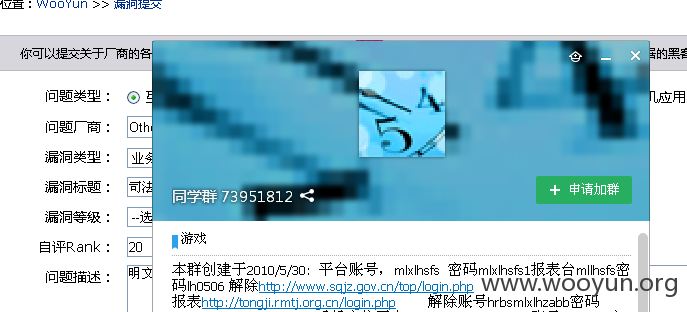 位置：WooYun >> 漏洞提交
你可以提交关于厂商的各
居的黑客
问题类型：
机应用
问题厂商： Othe
漏洞类型： 业务
漏洞标题： 司法
漏洞等级： --选
自评Rank： 20
问题描述： 明文
5
同学群 73951812
+ 申请加群
游戏
本群创建于2010/5/30: 平台账号，mlxlhsfs 密码mlxlhsfs1报表台mllhsfs密
码lh0506 解除http://www.sqjz.gov.cn/top/login.php
报表http://tongji.rmtj.org.cn/login.php 解除账号hrbsmlxlhzabb密码
www.wooyun.org